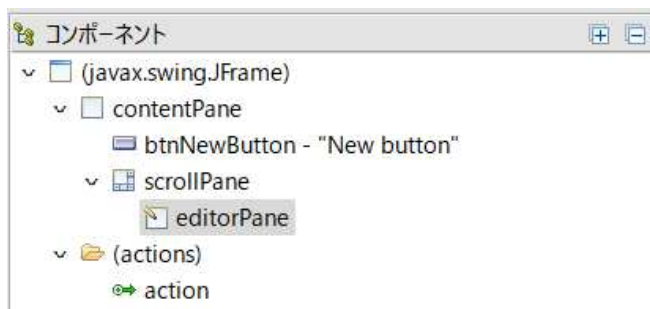 コンポーネント
(javax.swing.JFrame)
contentPane
btnNewButton - "New button"
scrollPane
editorPane
(actions)
action